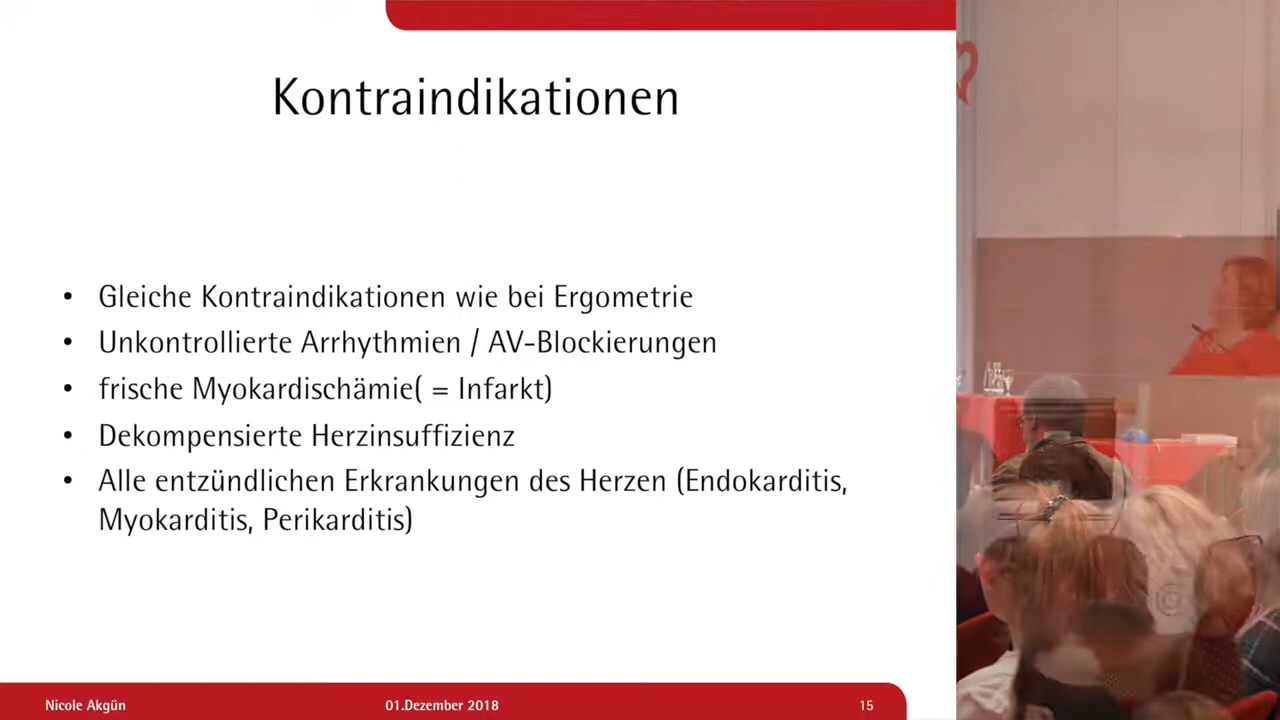 Kontraindikationen
• Gleiche Kontraindikationen wie bei Ergometrie
• Unkontrollierte Arrhythmien / AV-Blockierungen
• frische Myokardischämie( = Infarkt)
• Dekompensierte Herzinsuffizienz
• Alle entzündlichen Erkrankungen des Herzen (Endokarditis,
Myokarditis, Perikarditis)
Nicole Akgün 01.Dezember 2018 15